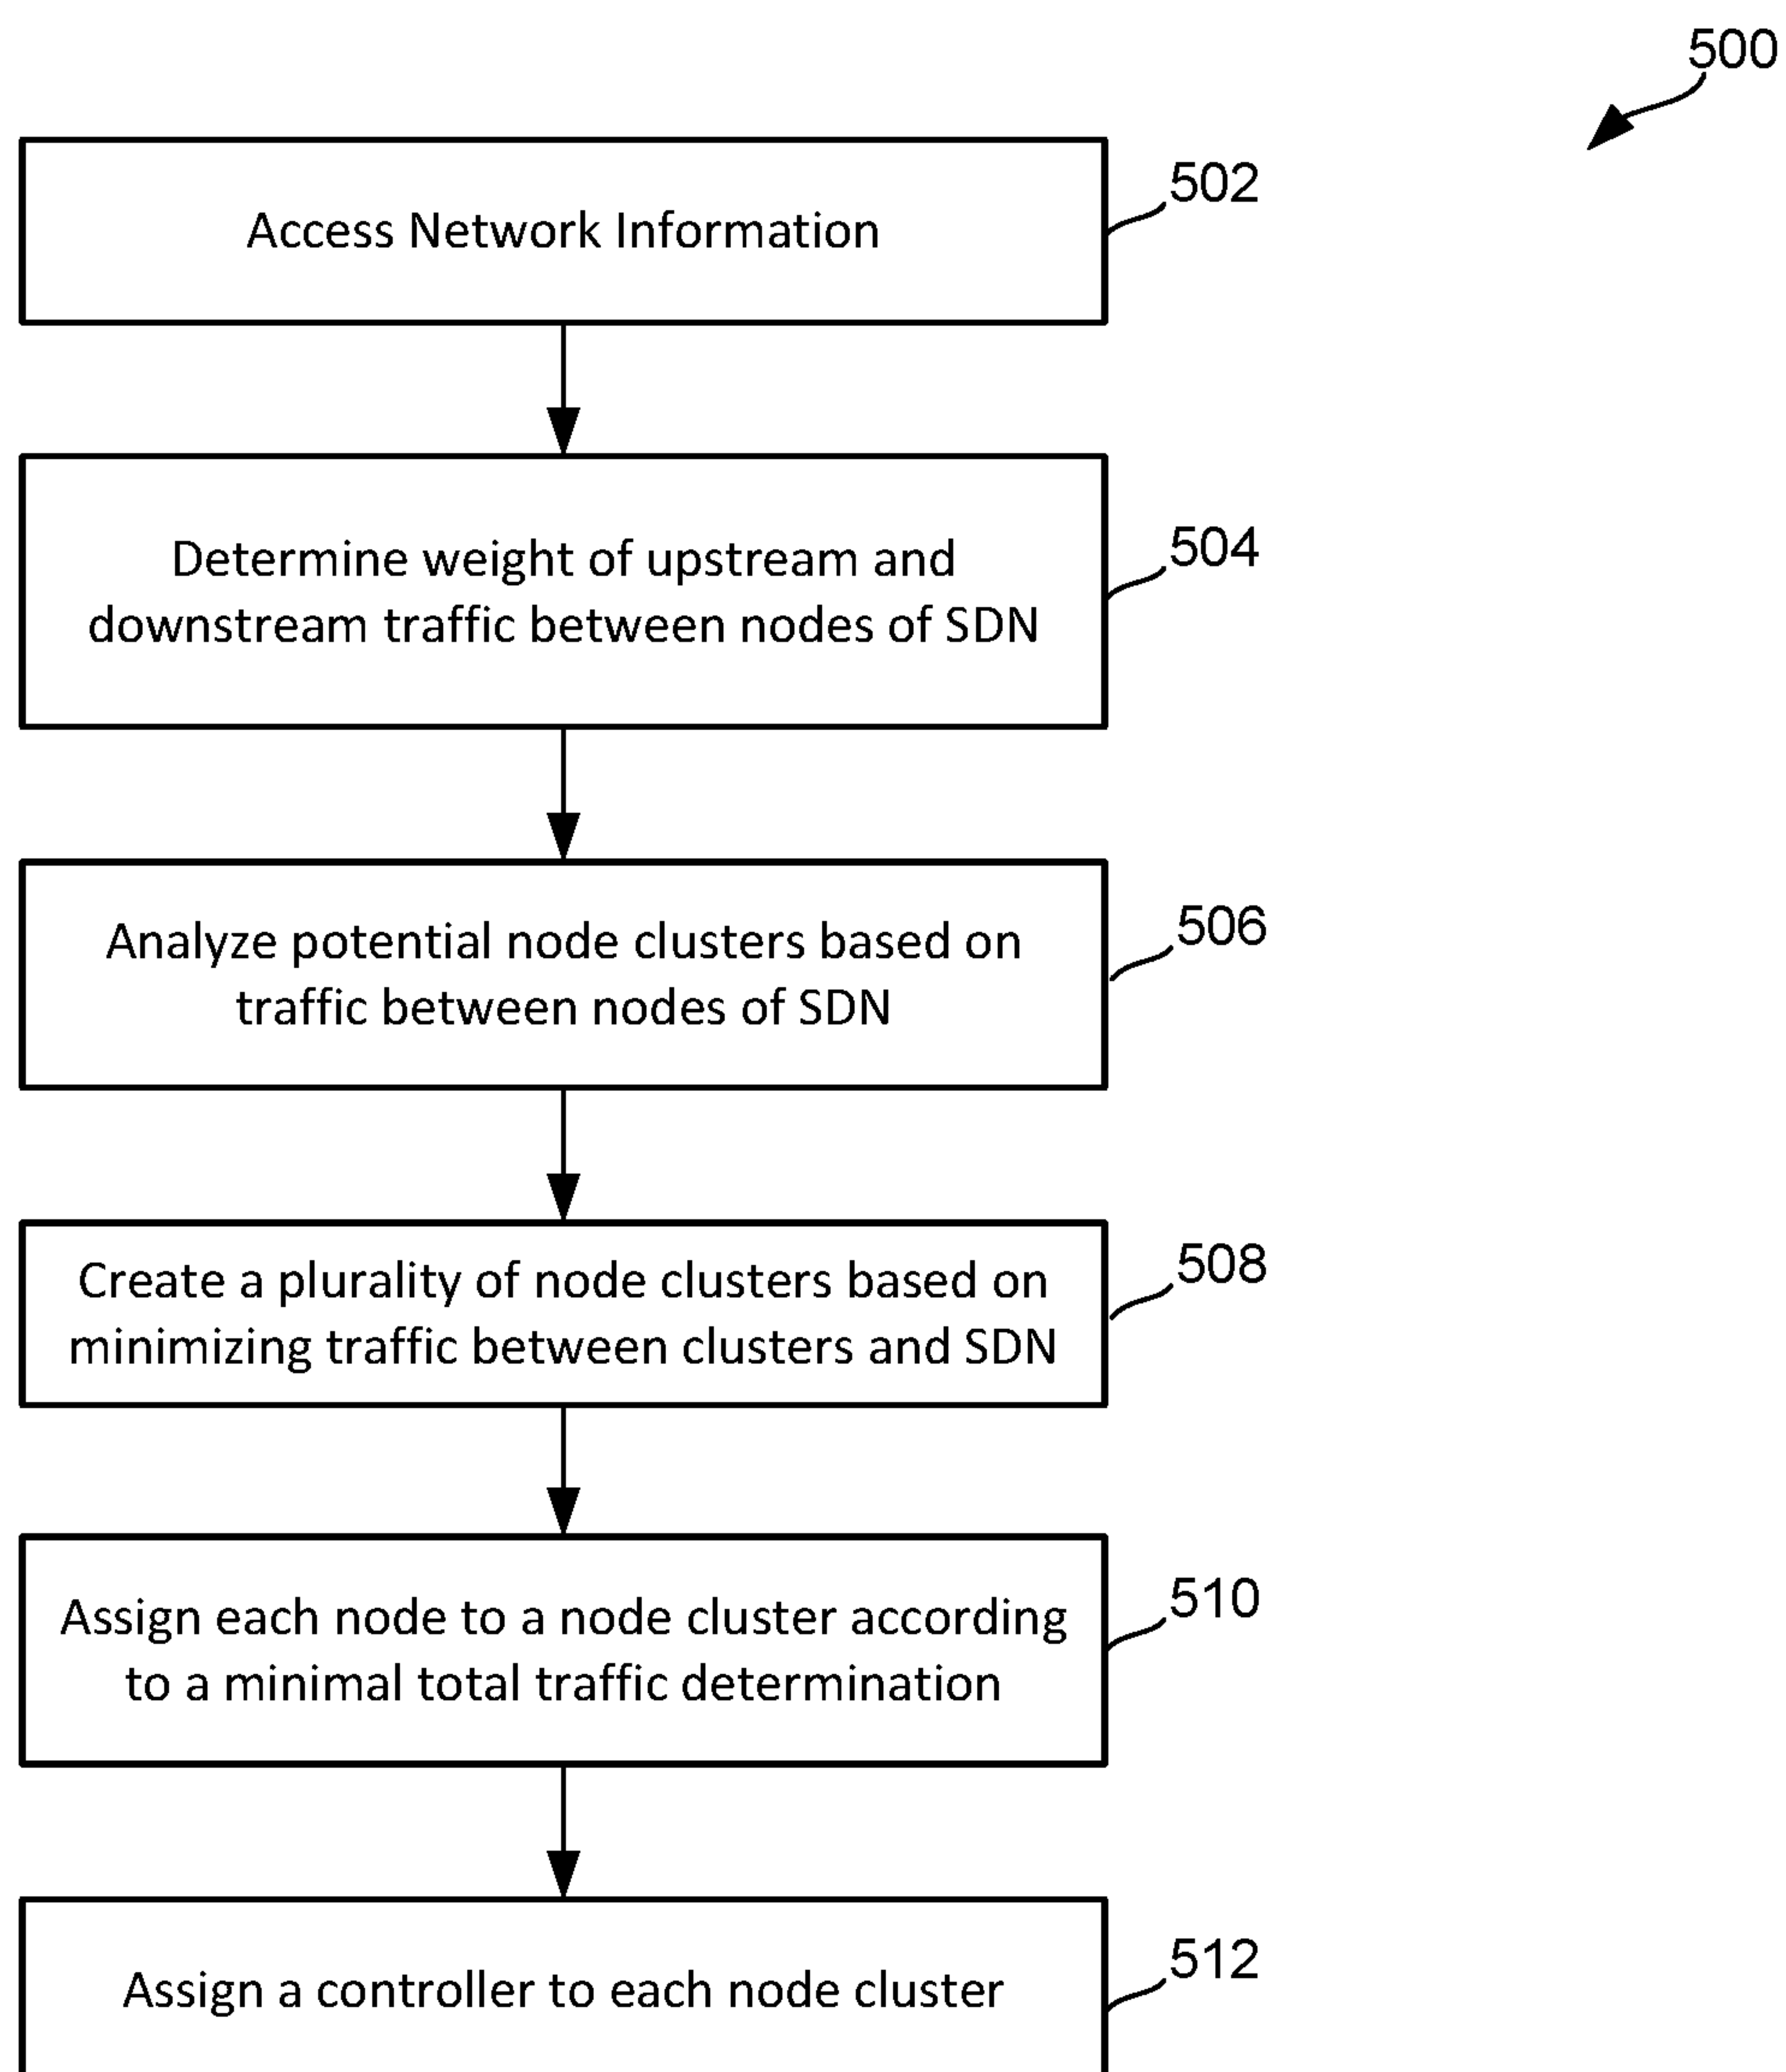 500
Access Network Information
502
Determine weight of upstream and
downstream traffic between nodes of SDN
504
Analyze potential node clusters based on
traffic between nodes of SDN
506
Create a plurality of node clusters based on
minimizing traffic between clusters and SDN
508
Assign each node to a node cluster according
to a minimal total traffic determination
510
Assign a controller to each node cluster
512